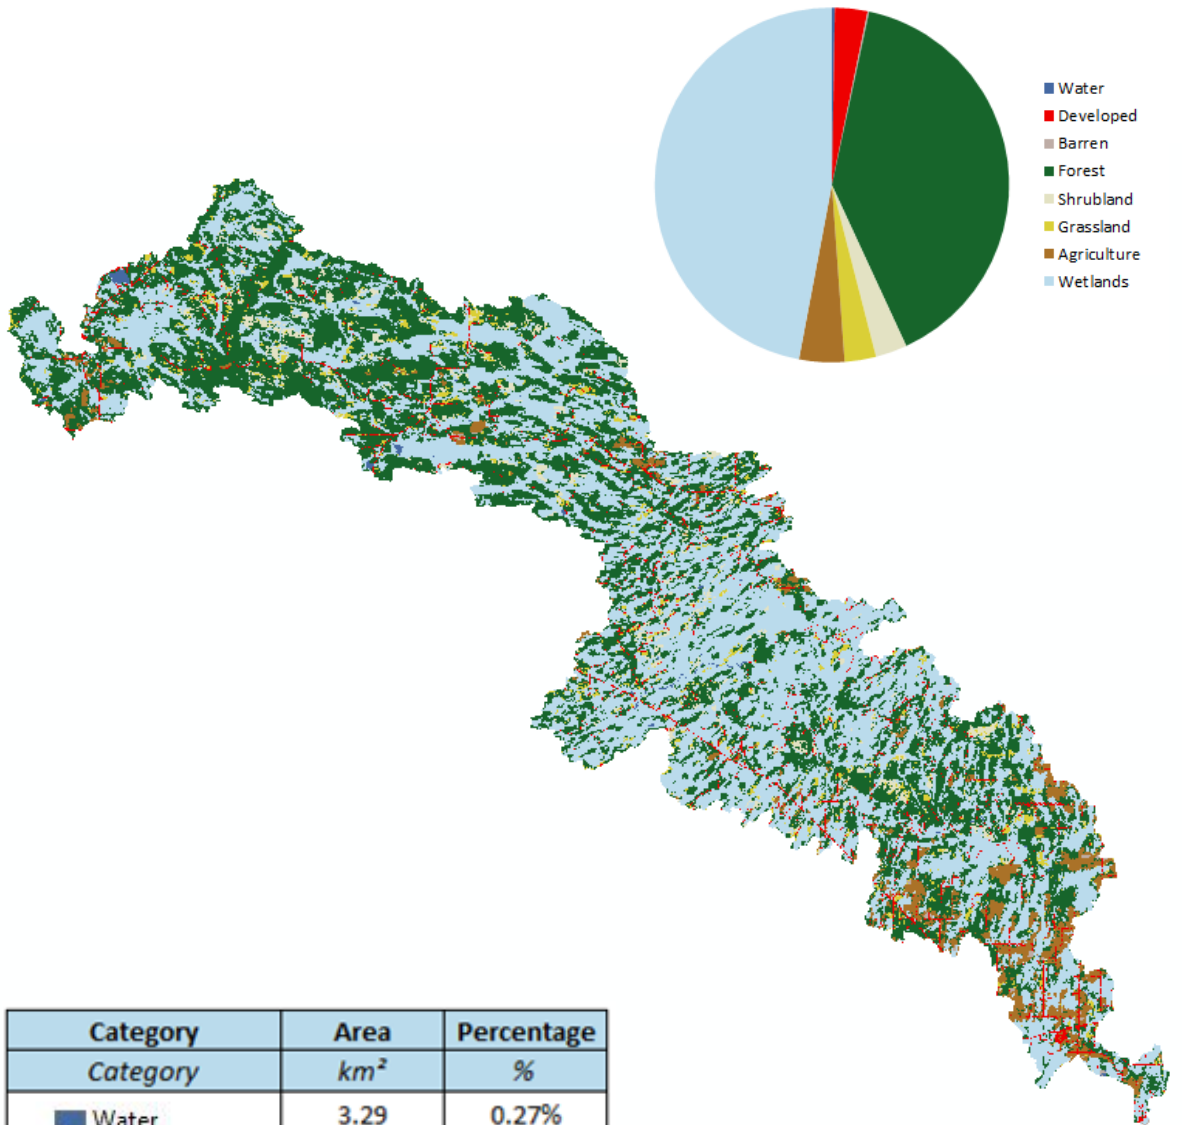 Water
Developed
Barren
Forest
Shrubland
Grassland
Agriculture
Wetlands
Category Area Percentage
Category km² %
Water 3.29 0.27%